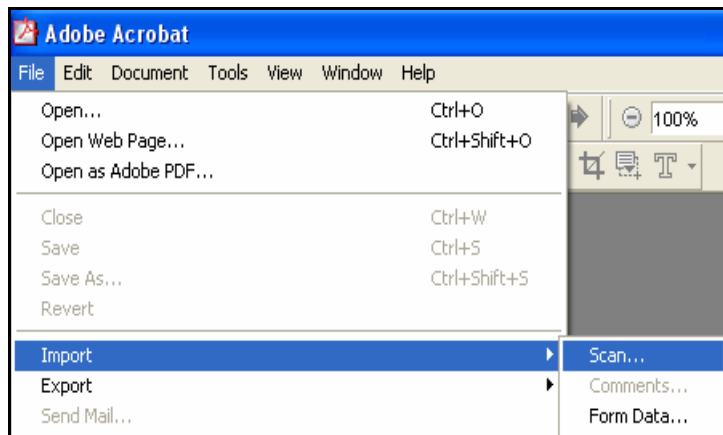 Adobe Acrobat
File Edit Document Tools View Window Help
Open... Ctrl+O
100%
Open Web Page... Ctrl+Shift+O
Open as Adobe PDF...
T
Close Ctrl+W
Save Ctrl+S
Save As... Ctrl+Shift+S
Revert
Import Scan...
Export Comments...
Send Mail... Form Data...